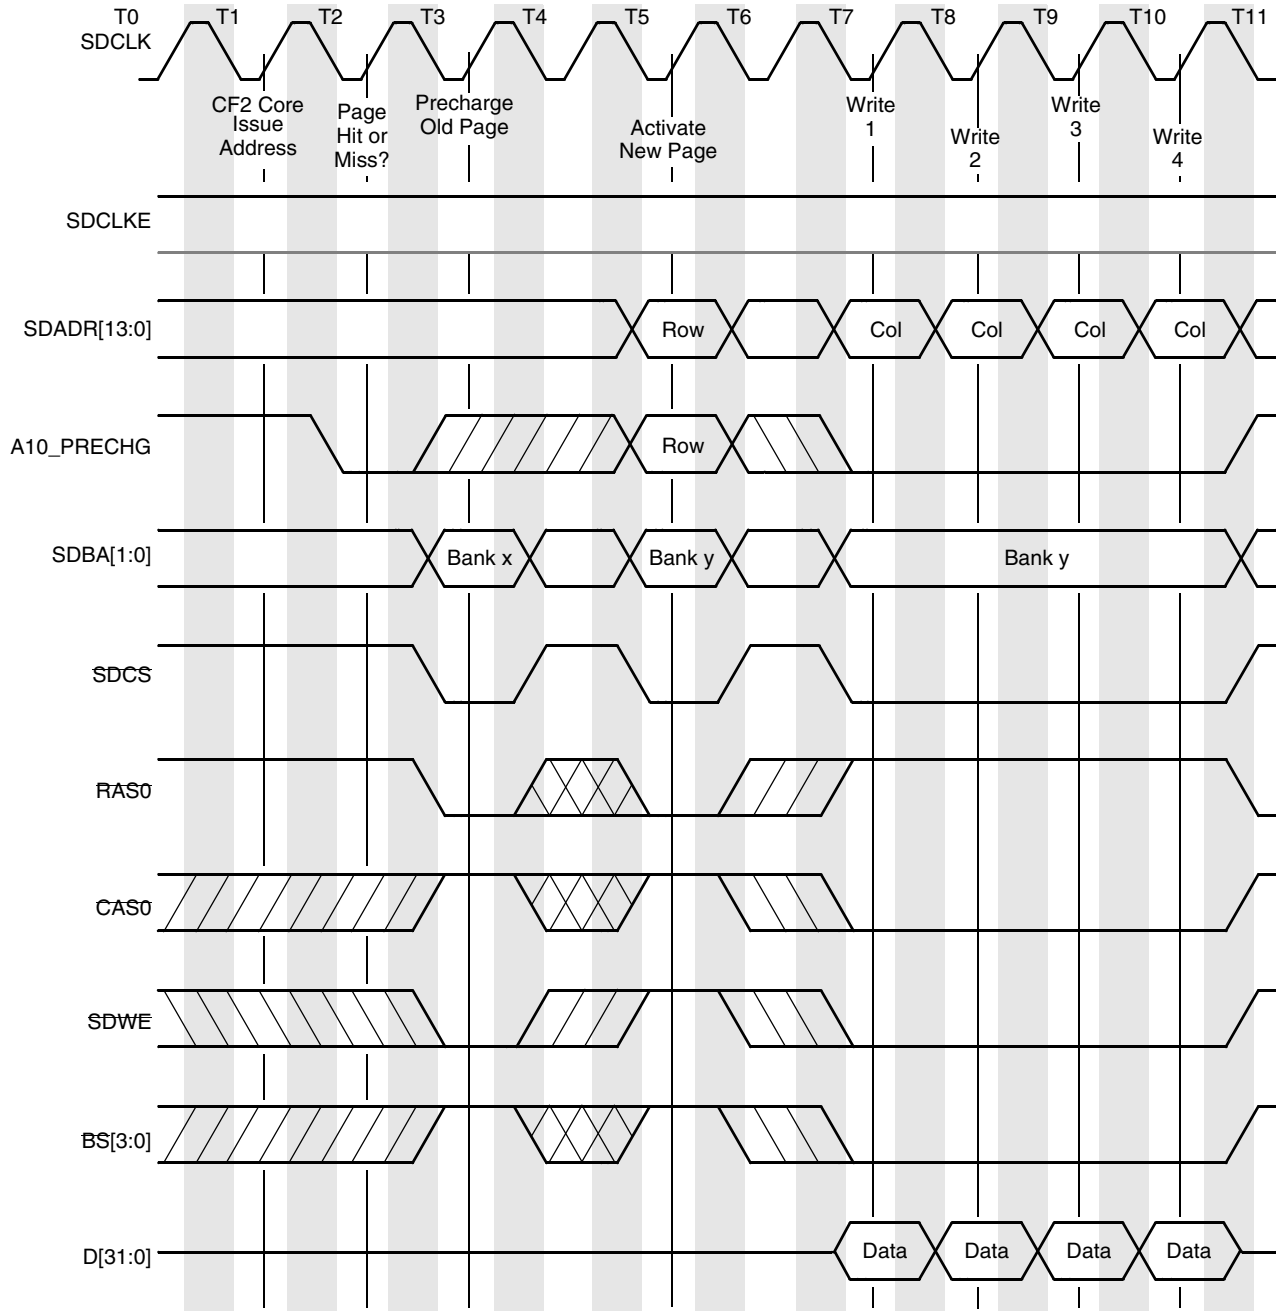 T0 T1 T2 T3 T4 T5 T6 T7 T8 T9 T10 T11
SDCLK
CF2 Core
Issue
Address
Page
Hit or
Miss?
Precharge
Old Page
Activate
New Page
Write
1
Write
2
Write
3
Write
4
SDCLKE
SDADR[13:0]
Row Col Col Col Col
A10_PRECHG
Row
SDBA[1:0]
Bank x Bank y Bank y
SDCS
RAS0
CAS0
SDWE
BS[3:0]
D[31:0]
Data Data Data Data